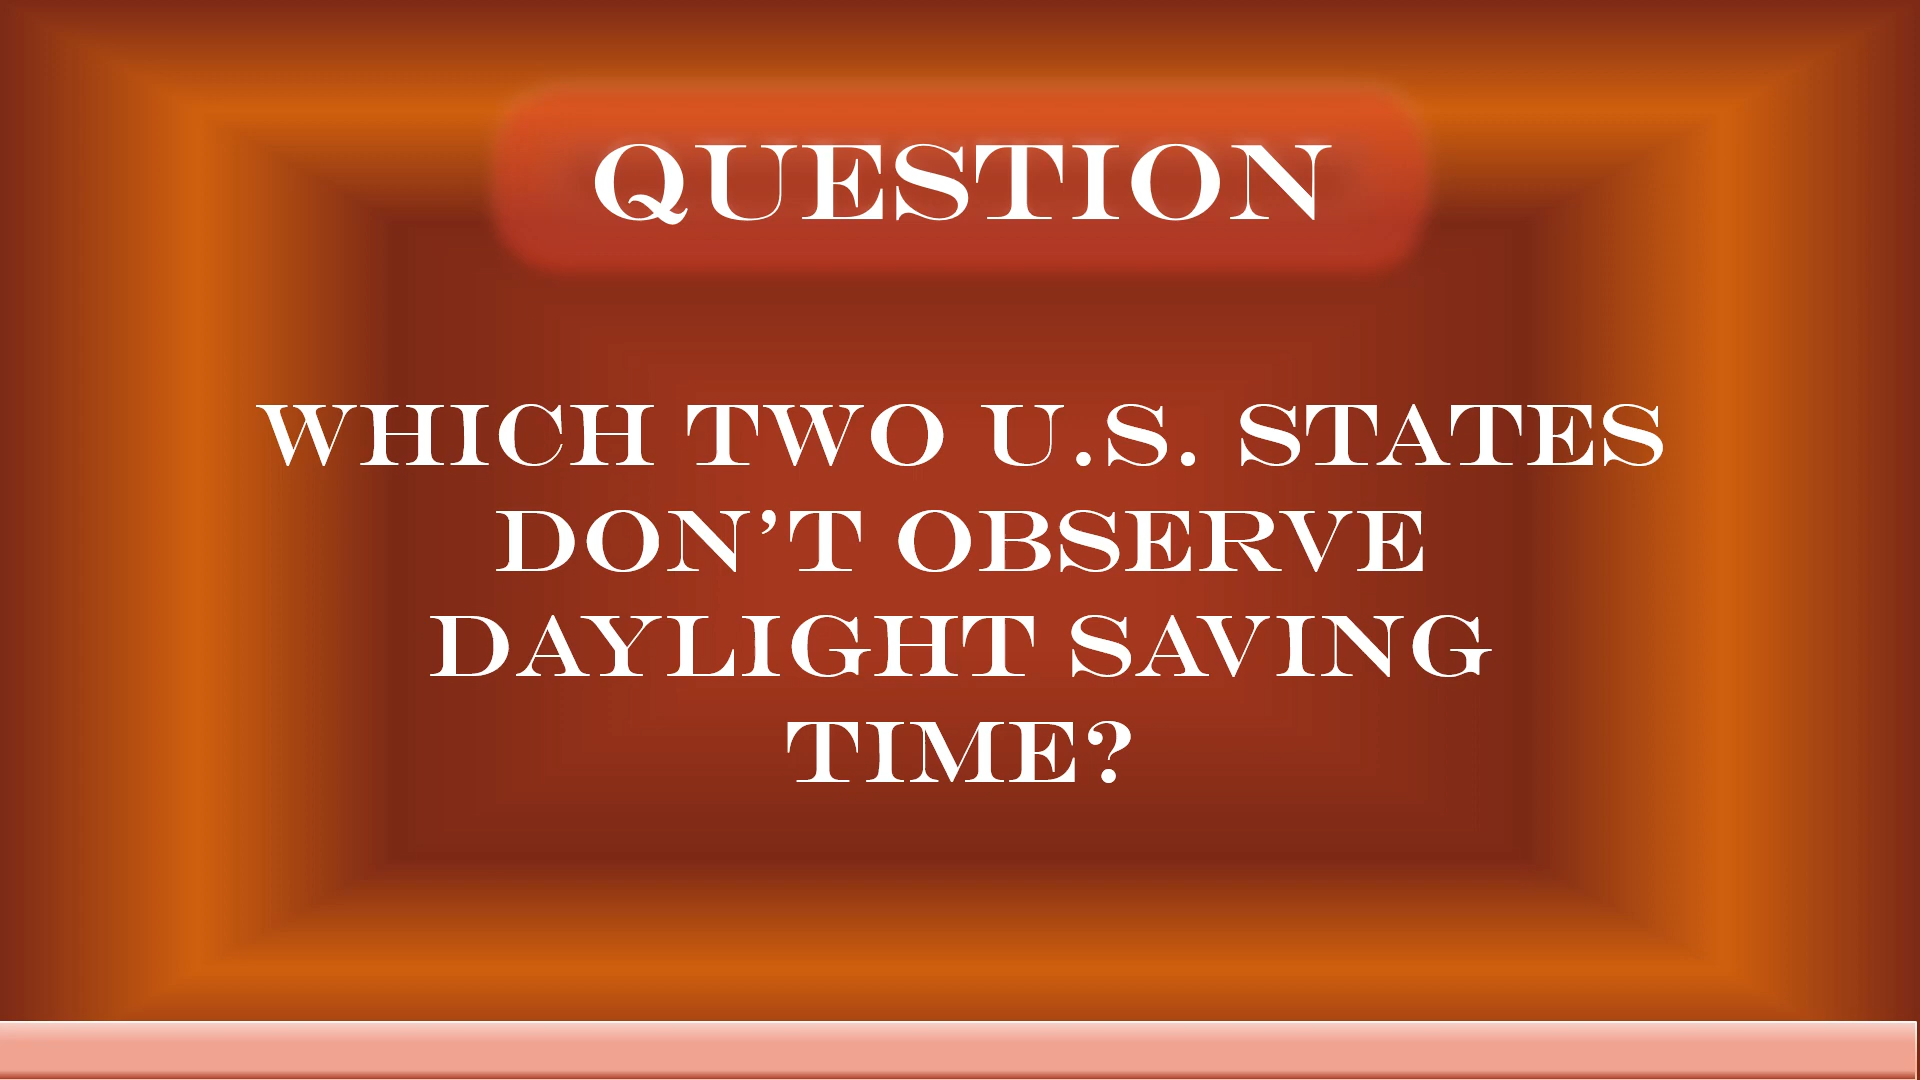 QUESTION
WHICH TWO U.S. STATES
DON’T OBSERVE
DAYLIGHT SAVING
TIME?